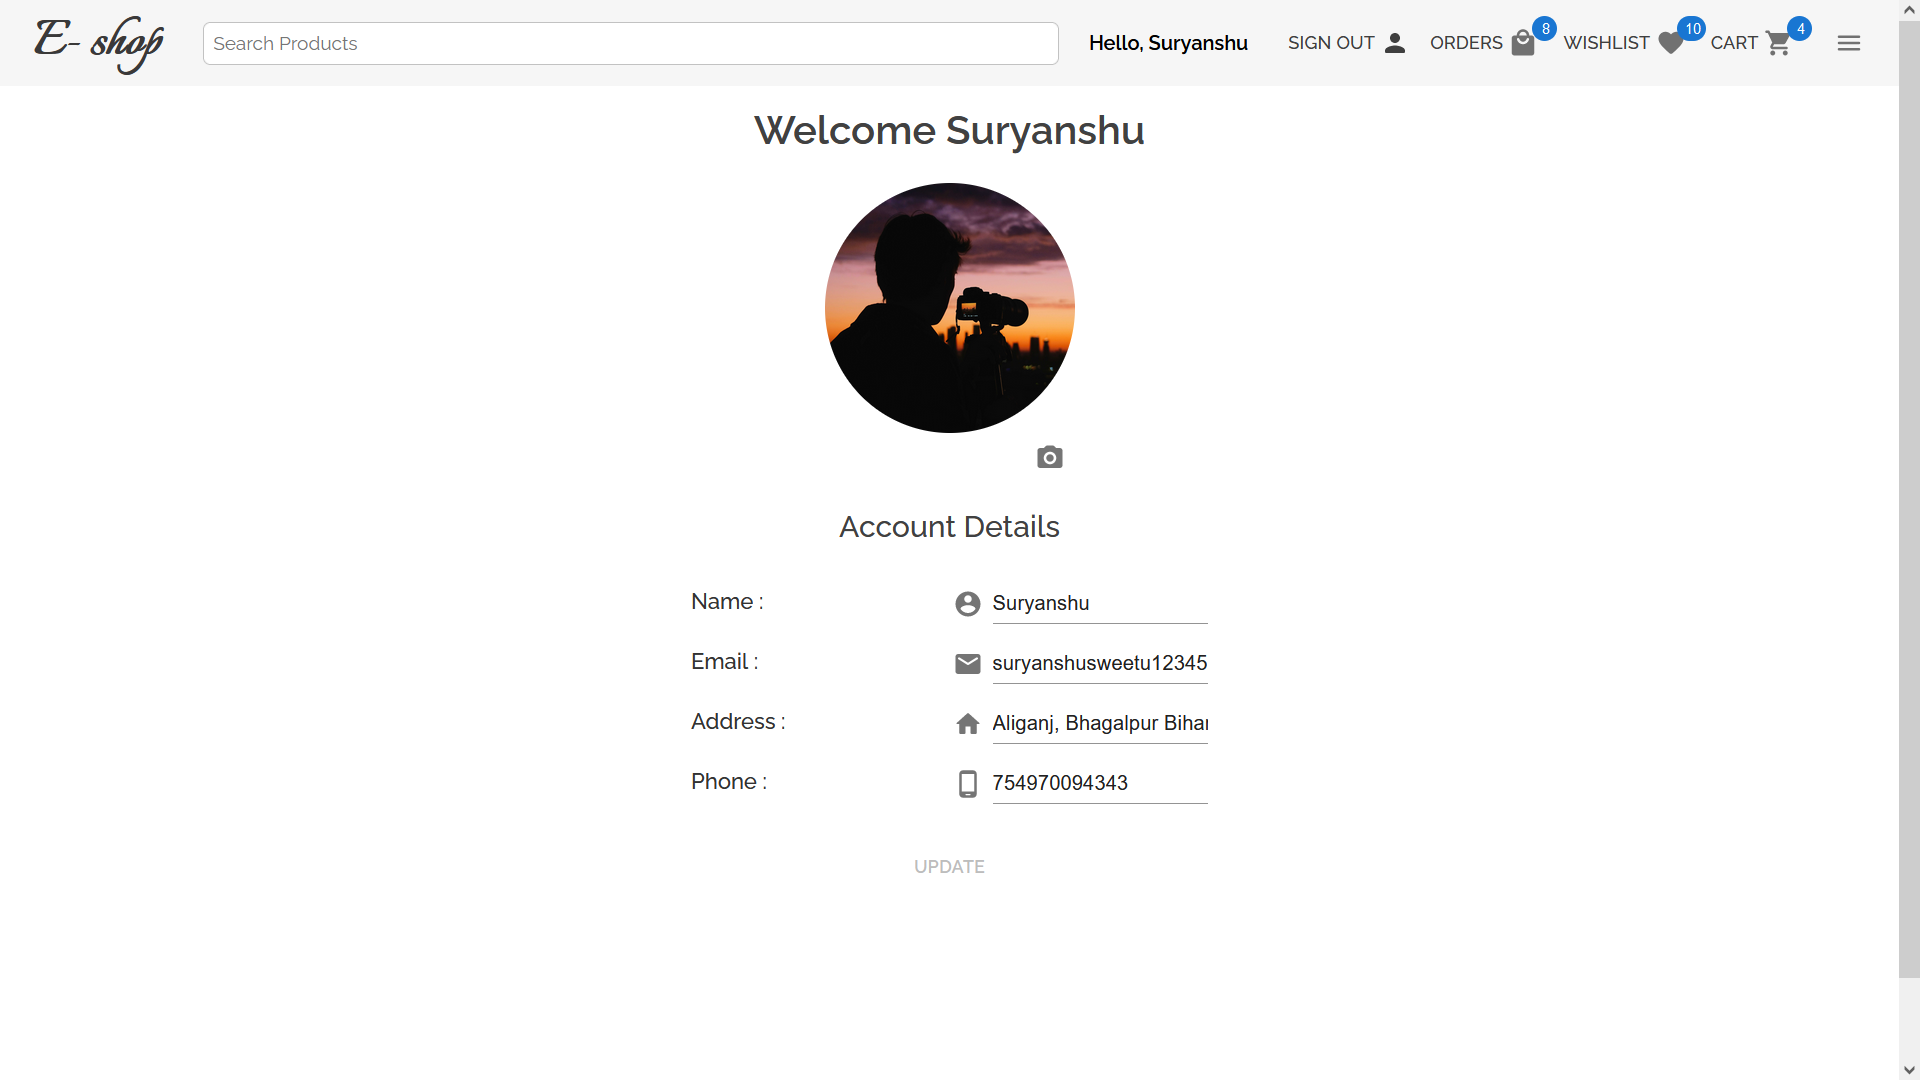 E- shop
Search Products
Hello, Suryanshu
SIGN OUT
ORDERS 8
WISHLIST 10
CART 4
Welcome Suryanshu
Account Details
Name : Suryanshu
Email : suryanshusweetu12345
Address : Aliganj, Bhagalpur Bihar
Phone : 754970094343
UPDATE